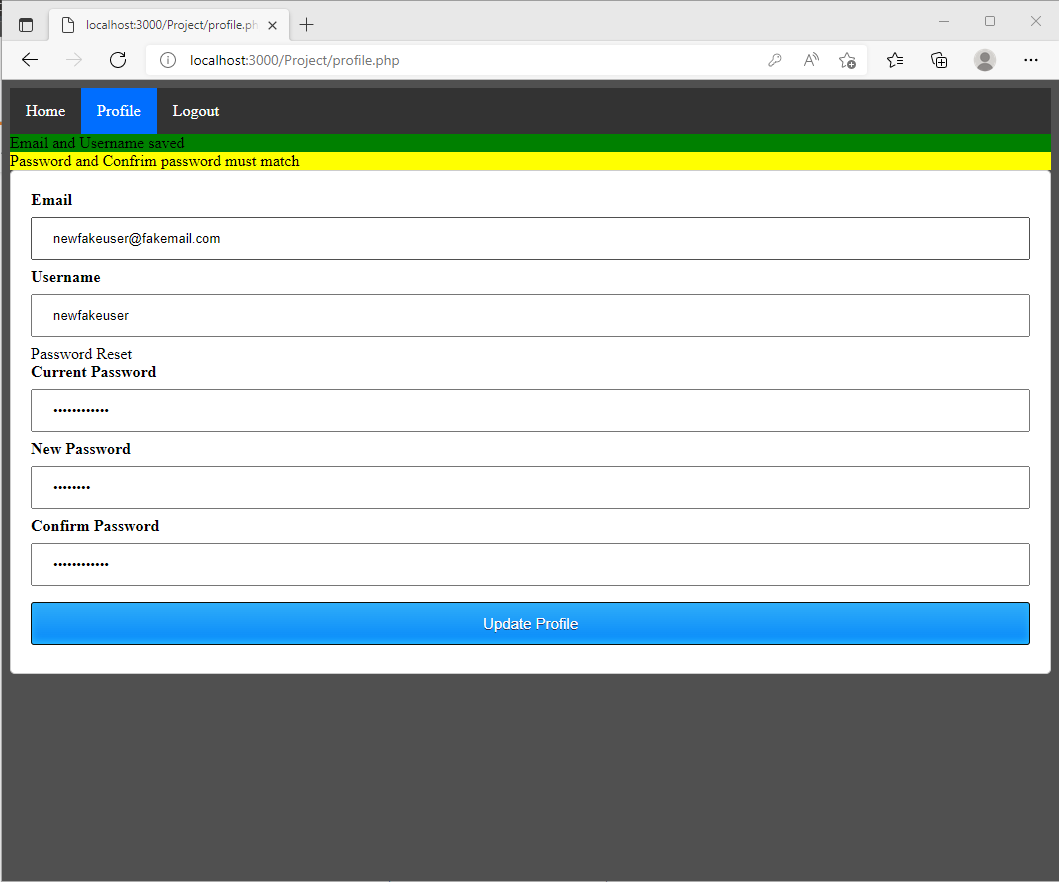 localhost:3000/Project/profile.ph
localhost:3000/Project/profile.php
Home Profile Logout
Email and Username saved
Password and Confrim password must match
Email
newfakeuser@fakemail.com
Username
newfakeuser
Password Reset
Current Password
••••••••••••
New Password
••••••••
Confirm Password
••••••••••••
Update Profile